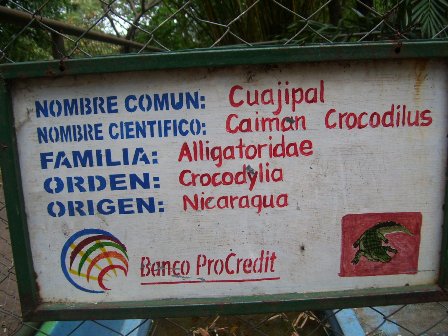 NOMBRE COMUN: Cuajipal
NOMBRE CIENTIFICO: Caiman Crocodilus
FAMILIA: Alligatoridae
ORDEN: Crocodylia
ORIGEN: Nicaragua
Banco ProCredit